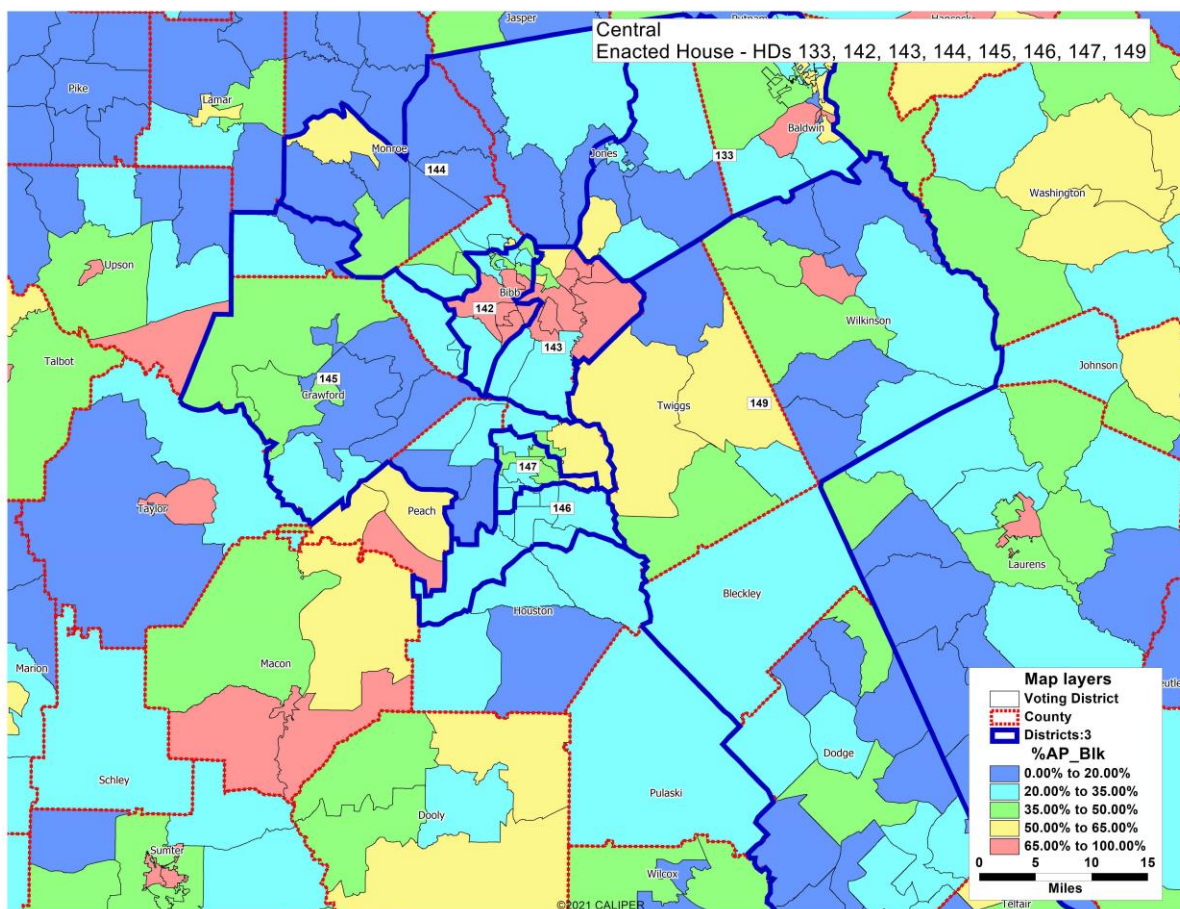 Jasper
Central
Enacted House - HDs 133, 142, 143, 144, 145, 146, 147, 149
Pike
Lamar
Baldwin
Monroe
144
Jones
133
Washington
Upson
Bibb
142
Wilkinson
143
Talbot
Johnson
145
Crawford
Twiggs
149
147
Taylor
Peach
146
Laurens
Bleckley
Houston
Macon
Marion
Dodge
Schley
Pulaski
Dooly
Sumter
Wilcox
Telfair
©2021 CALIPER
Map layers
Voting District
County
Districts:3
%AP_Blk
0.00% to 20.00%
20.00% to 35.00%
35.00% to 50.00%
50.00% to 65.00%
65.00% to 100.00%
0 5 10 15
Miles